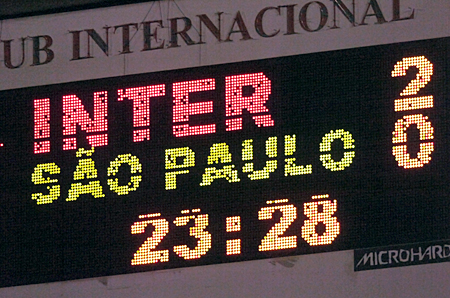 UB INTERNACIONAL
INTER 2
SÃO PAULO 0
23:28
MICROHARD